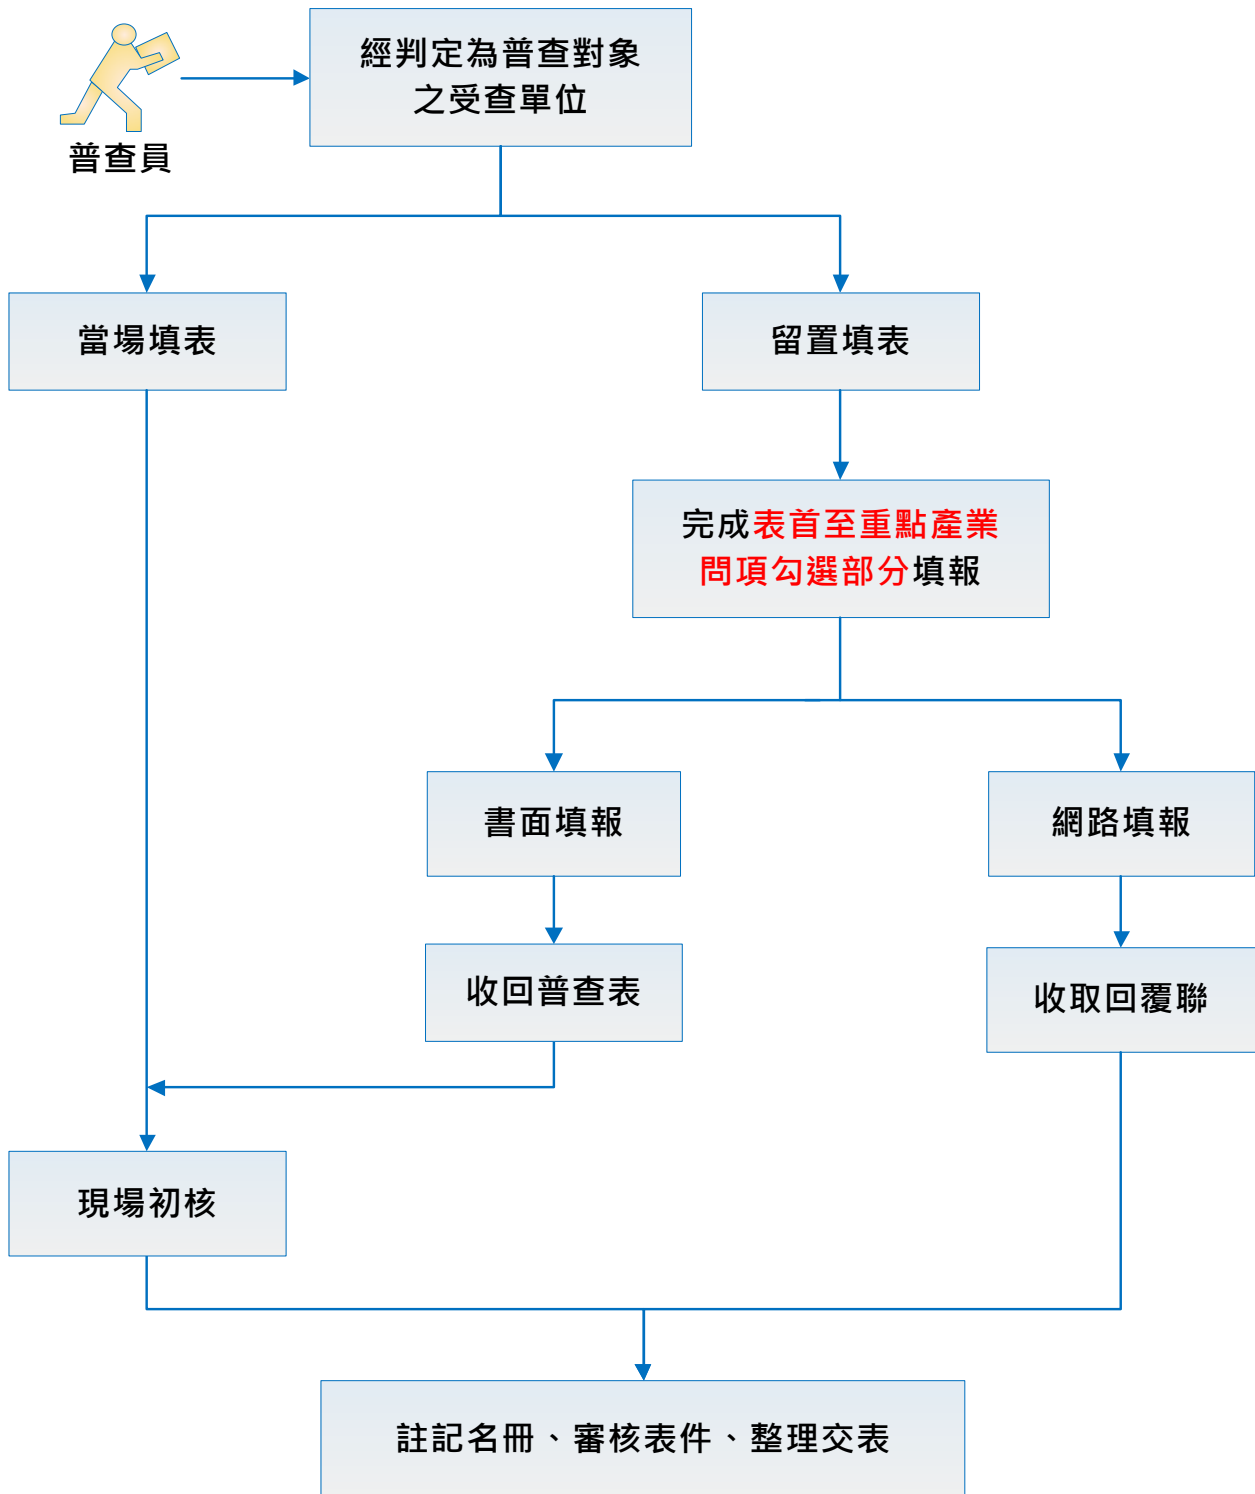 經判定為普查對象
之受查單位
普查員
當場填表
留置填表
完成表首至重點產業
問項勾選部分填報
書面填報
網路填報
收回普查表
收取回覆聯
現場初核
註記名冊、審核表件、整理交表